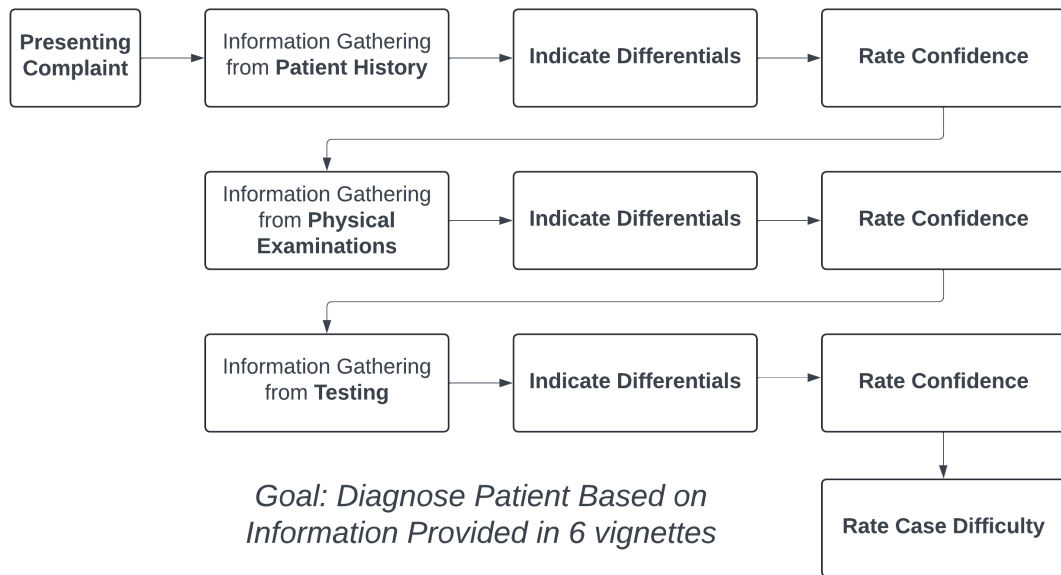 Presenting
Complaint
Information Gathering
from Patient History
Indicate Differentials
Rate Confidence
Information Gathering
from Physical
Examinations
Indicate Differentials
Rate Confidence
Information Gathering
from Testing
Indicate Differentials
Rate Confidence
Goal: Diagnose Patient Based on
Information Provided in 6 vignettes
Rate Case Difficulty